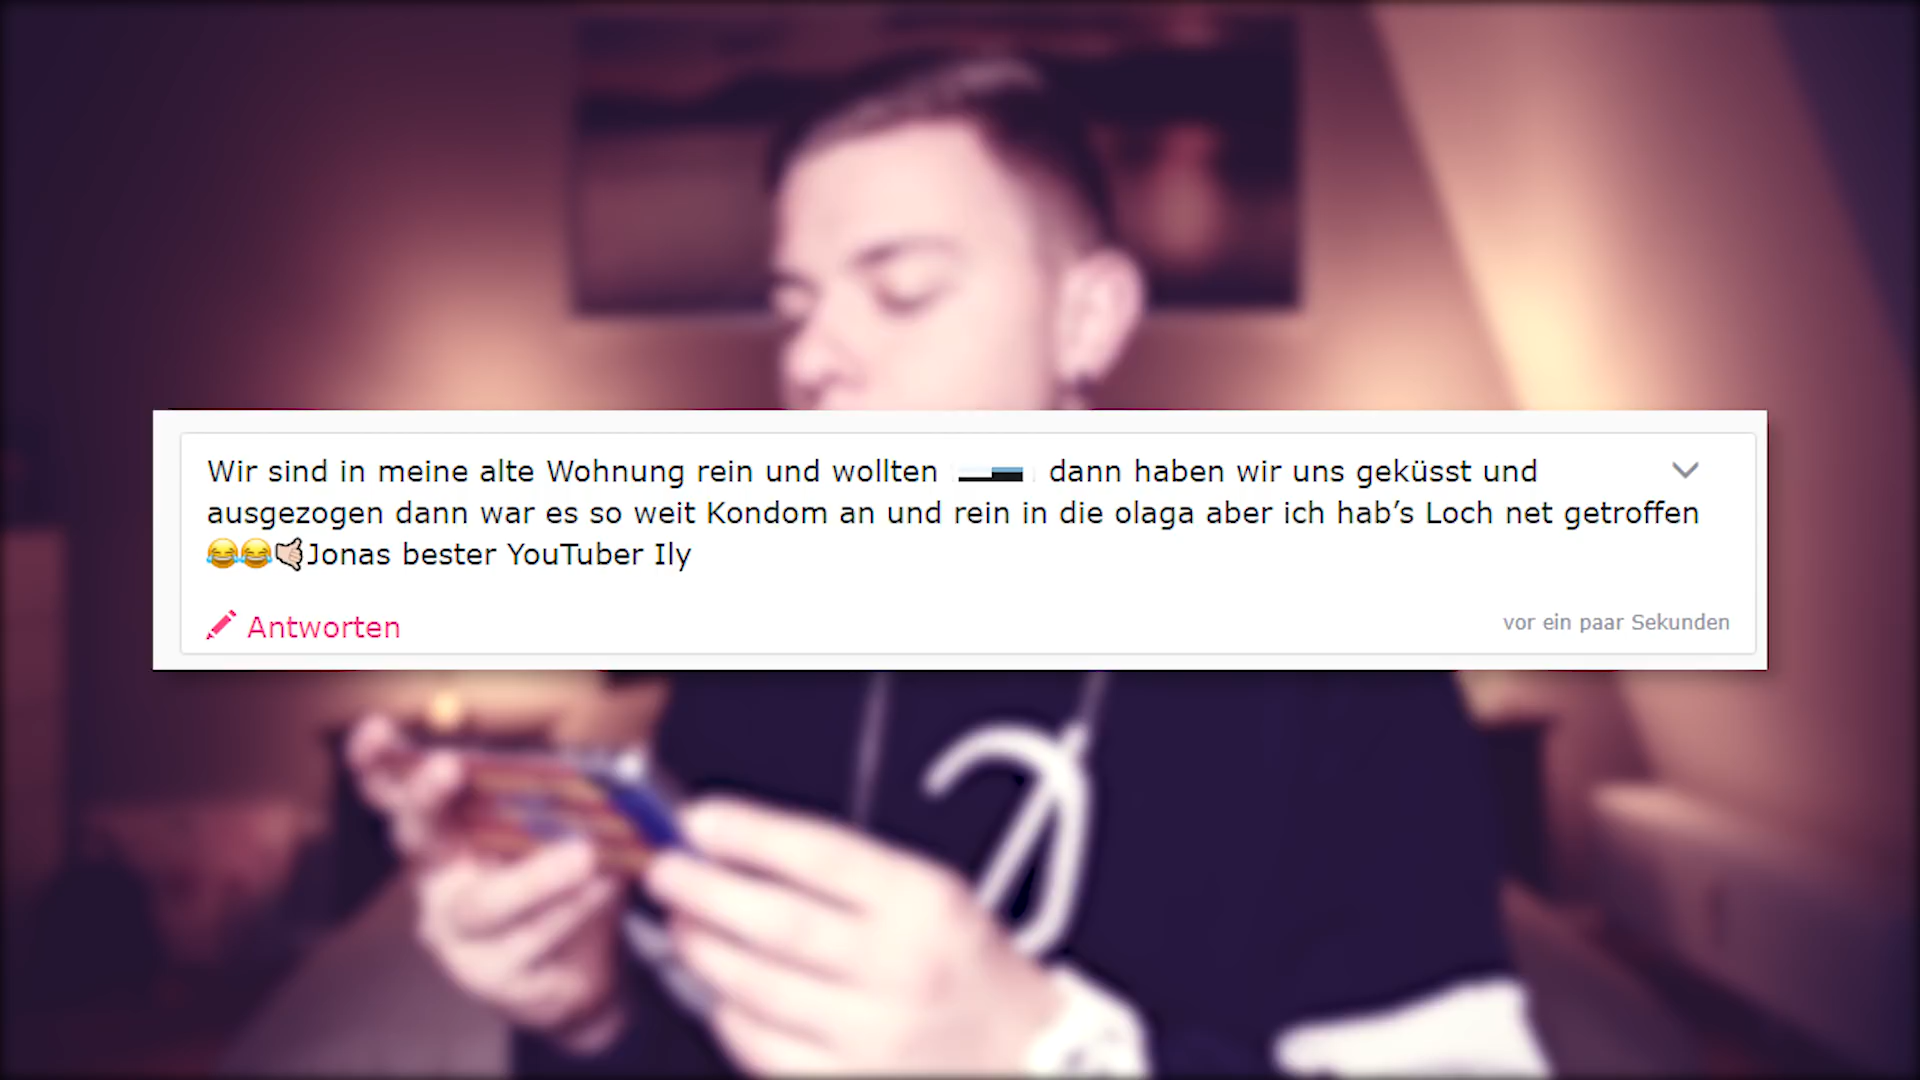 Wir sind in meine alte Wohnung rein und wollten dann haben wir uns geküsst und
ausgezogen dann war es so weit Kondom an und rein in die olaga aber ich hab’s Loch net getroffen
😂😂🤙🏻Jonas bester YouTuber Ily
Antworten
vor ein paar Sekunden